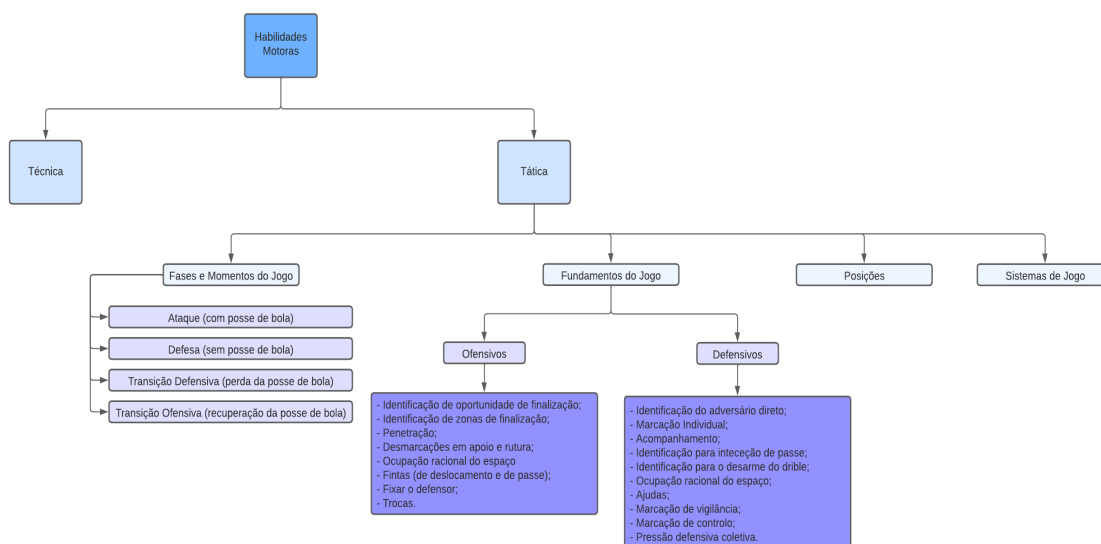 Habilidades
Motoras
Técnica
Tática
Fases e Momentos do Jogo
Fundamentos do Jogo
Posições
Sistemas de Jogo
Ataque (com posse de bola)
Defesa (sem posse de bola)
Transição Defensiva (perda da posse de bola)
Transição Ofensiva (recuperação da posse de bola)
Ofensivos
Defensivos
- Identificação de oportunidade de finalização;
- Identificação de zonas de finalização;
- Penetração;
- Desmarcações em apoio e rutura;
- Ocupação racional do espaço
- Fintas (de deslocamento e de passe);
- Fixar o defensor;
- Trocas.
- Identificação do adversário direto;
- Marcação Individual;
- Acompanhamento;
- Identificação para inteceção de passe;
- Identificação para o desarme do drible;
- Ocupação racional do espaço;
- Ajudas;
- Marcação de vigilância;
- Marcação de controlo;
- Pressão defensiva coletiva.